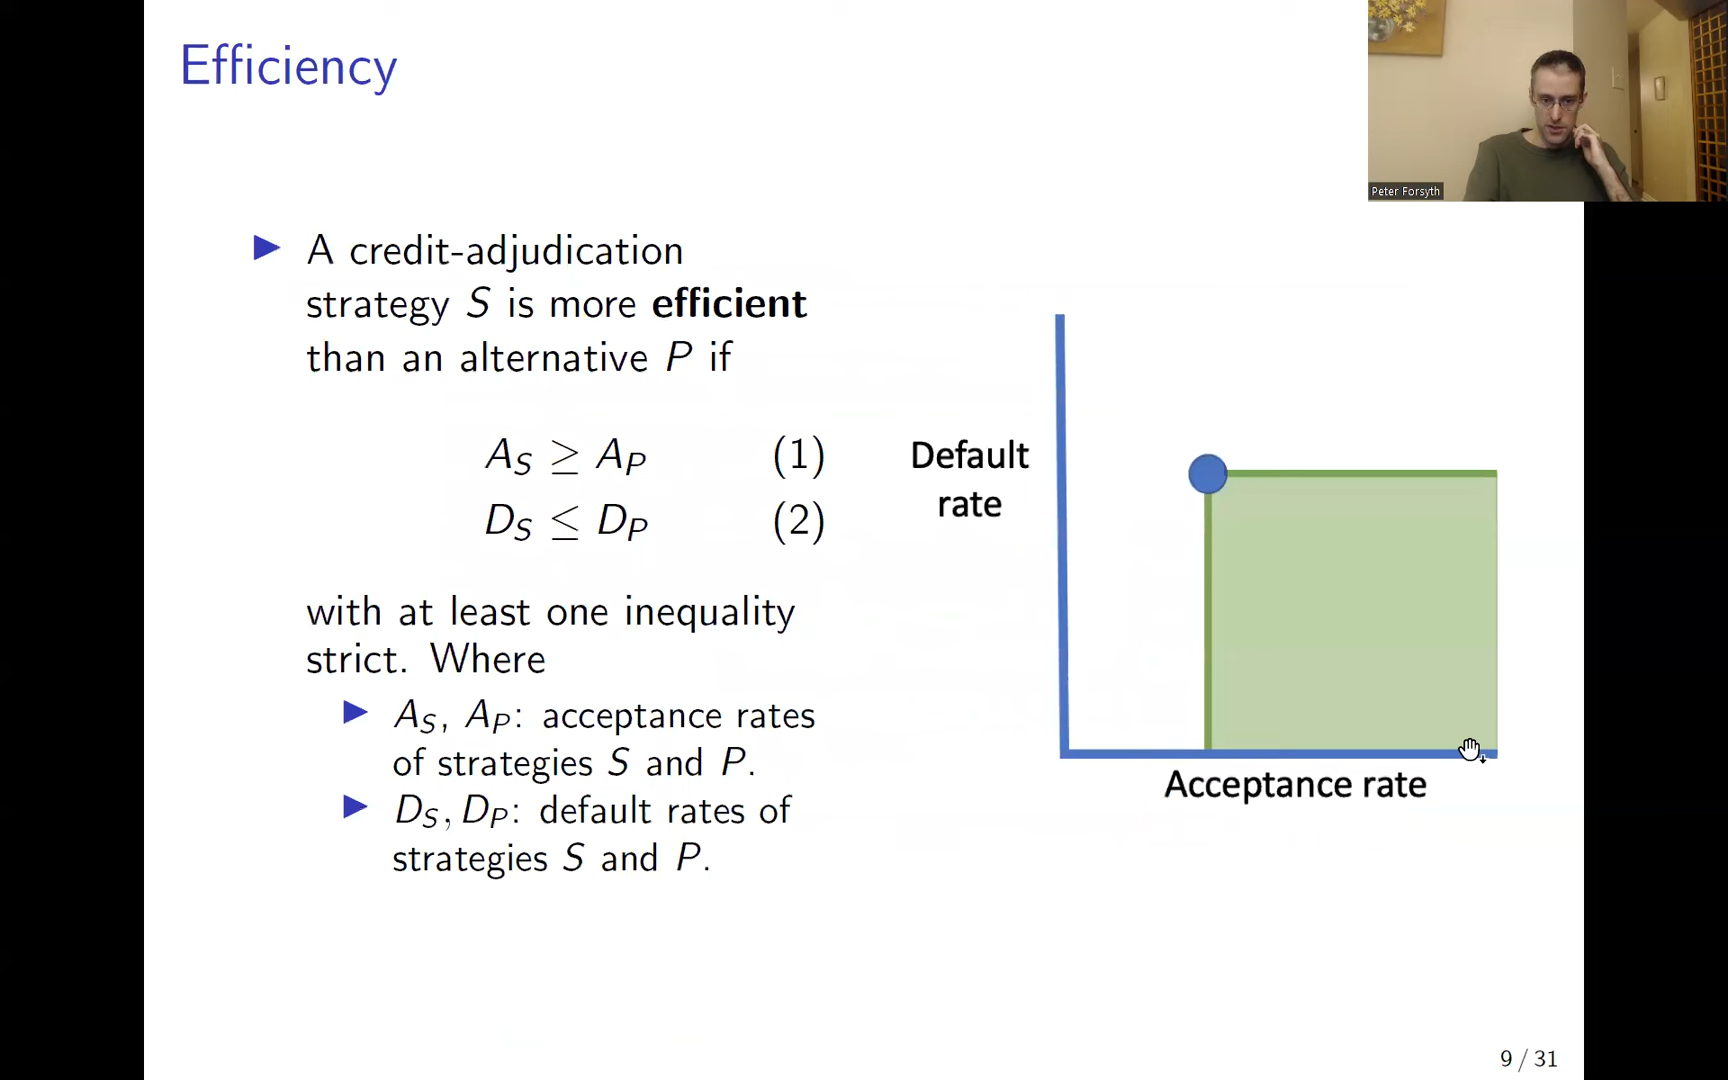 Efficiency
Peter Forsyth
▶ A credit-adjudication
strategy S is more efficient
than an alternative P if
A_S ≥ A_P (1)
D_S ≤ D_P (2)
with at least one inequality
strict. Where
▶ A_S, A_P: acceptance rates
of strategies S and P.
▶ D_S, D_P: default rates of
strategies S and P.
Default
rate
Acceptance rate
9 / 31